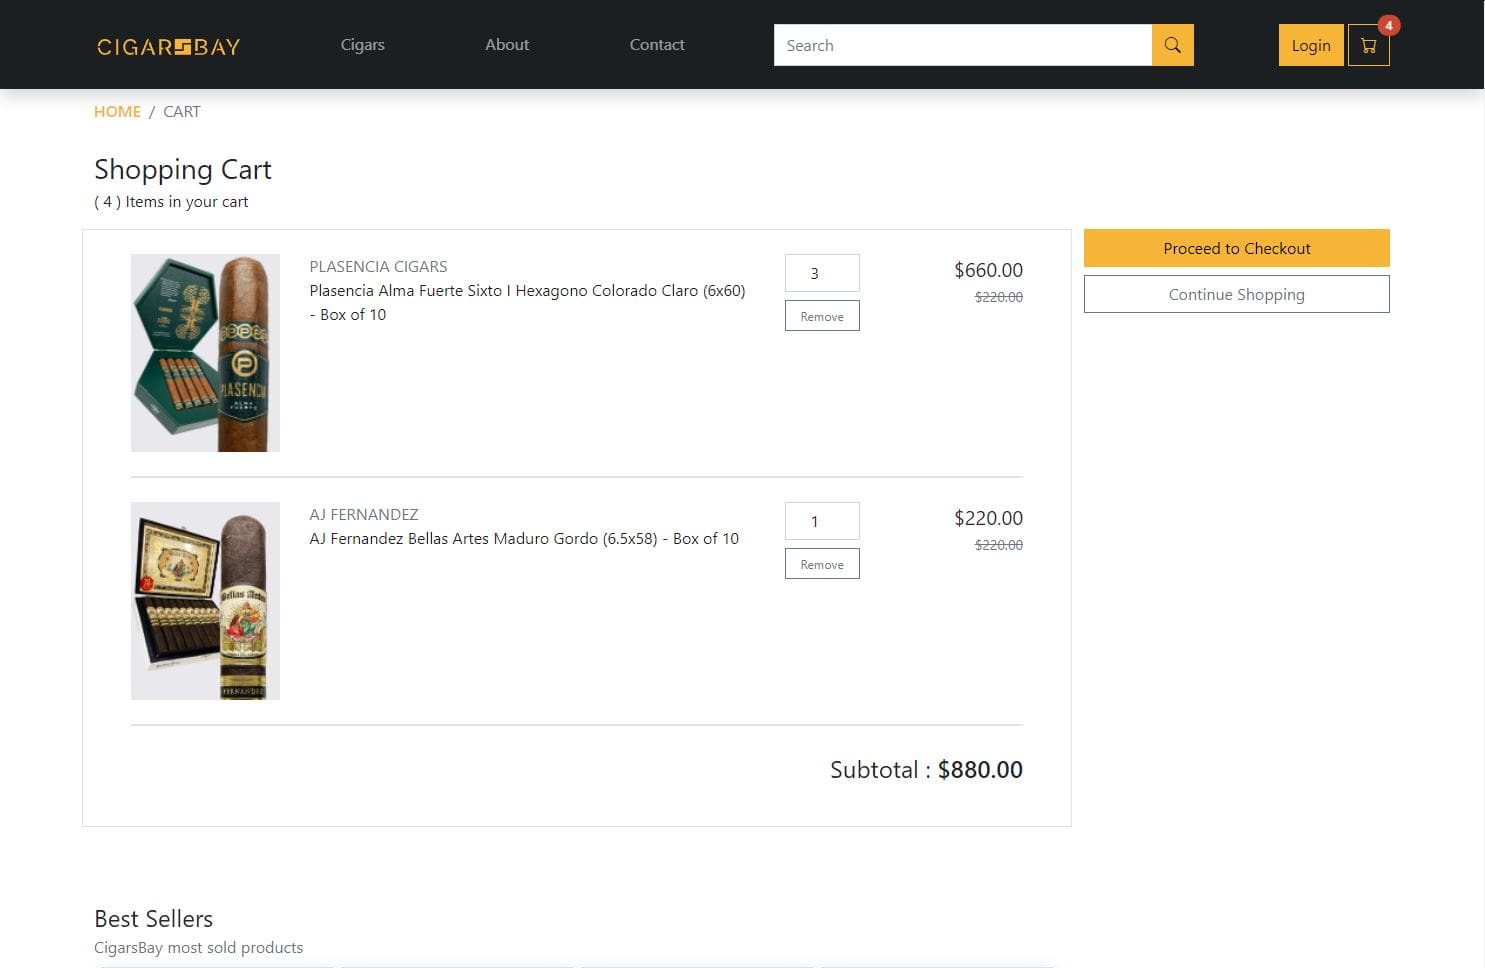 CIGARSBAY
Cigars
About
Contact
Search
Login
4
HOME / CART
Shopping Cart
( 4 ) Items in your cart
PLASENCIA CIGARS
Plasencia Alma Fuerte Sixto I Hexagono Colorado Claro (6x60)
- Box of 10
3
Remove
$660.00
$220.00
Proceed to Checkout
Continue Shopping
PLASENCIA
ALMA
FUERTE
AJ FERNANDEZ
AJ Fernandez Bellas Artes Maduro Gordo (6.5x58) - Box of 10
1
Remove
$220.00
$220.00
Bellas Artes
FERNANDEZ
Subtotal : $880.00
Best Sellers
CigarsBay most sold products